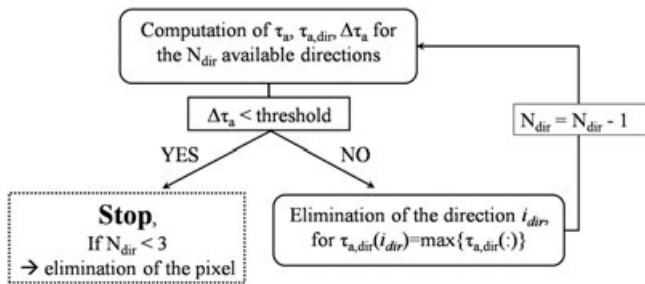 Computation of τa, τa,dir, Δτa for
the Ndir available directions
Δτa < threshold
Ndir = Ndir - 1
YES
NO
Stop,
If Ndir < 3
→ elimination of the pixel
Elimination of the direction idir,
for τa,dir(idir)=max{τa,dir(:)}